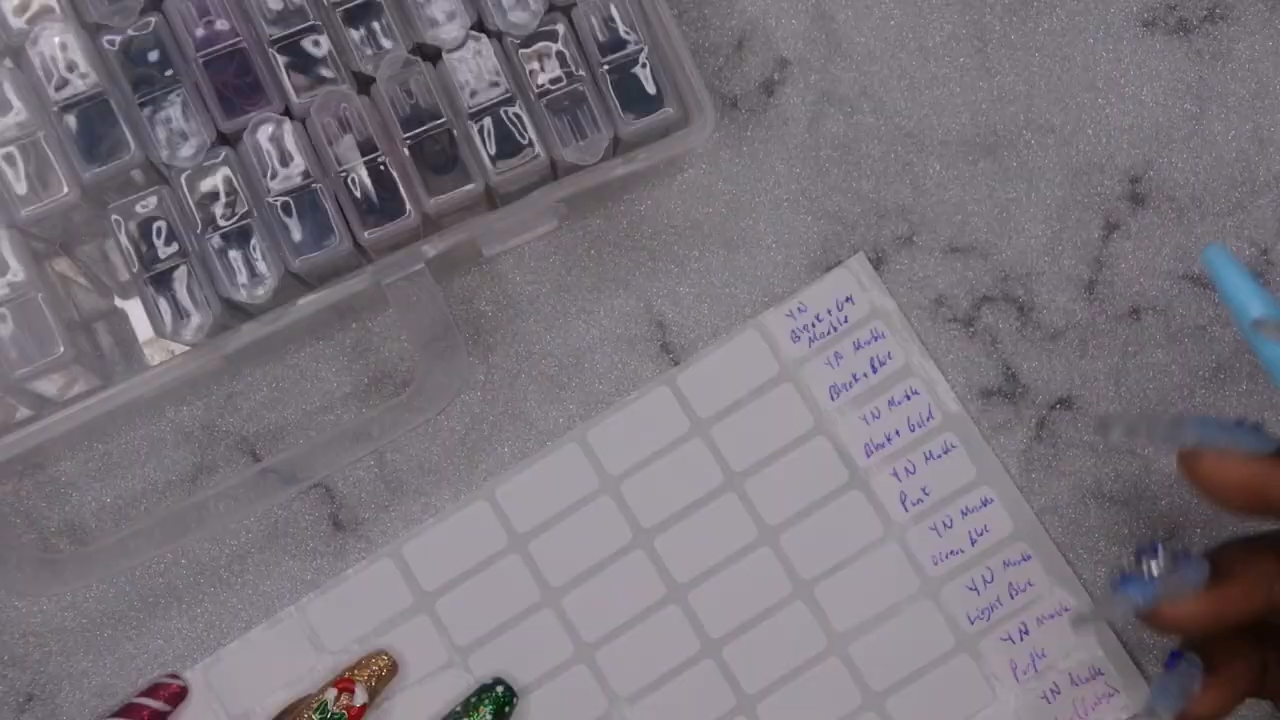 YN
Black + Gray
Marble
YN Marble
Black + Blue
YN Marble
Black + Gold
YN Marble
Pink
YN Marble
Ocean Blue
YN Marble
Light Blue
YN Marble
Purple
YN Marble